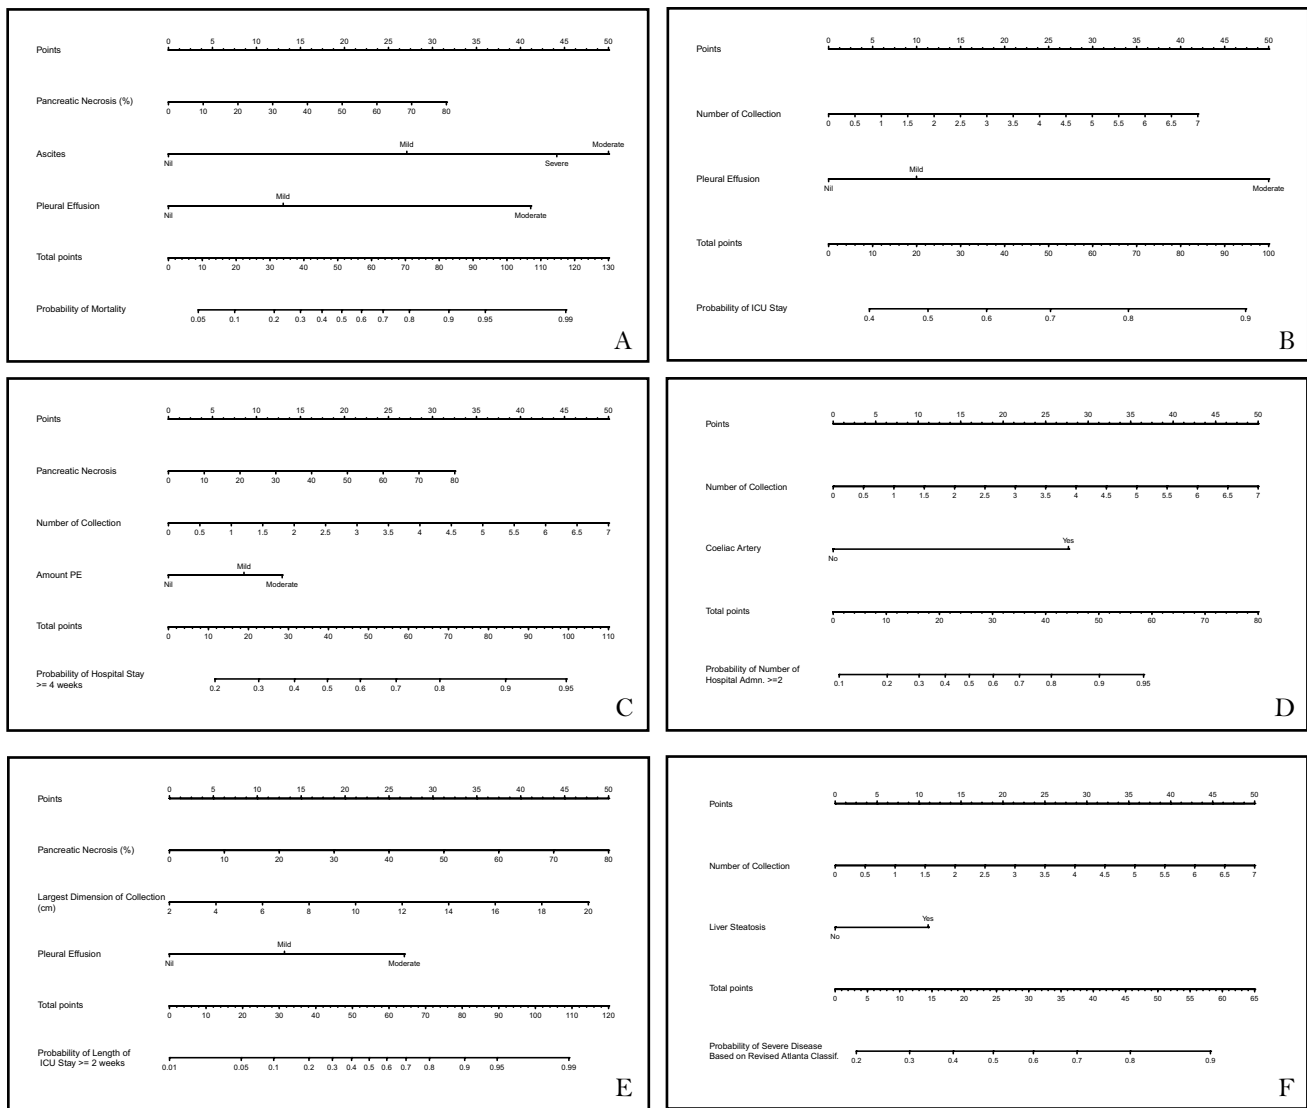 0 5 10 15 20 25 30 35 40 45 50
Points
Pancreatic Necrosis (%)
0 10 20 30 40 50 60 70 80
Mild Moderate
Ascites
Nil Severe
Mild
Pleural Effusion
Nil Moderate
Total points
0 10 20 30 40 50 60 70 80 90 100 110 120 130
Probability of Mortality
0.05 0.1 0.2 0.3 0.4 0.5 0.6 0.7 0.8 0.9 0.95 0.99
A
0 5 10 15 20 25 30 35 40 45 50
Points
Number of Collection
0 0.5 1 1.5 2 2.5 3 3.5 4 4.5 5 5.5 6 6.5 7
Mild
Pleural Effusion
Nil Moderate
Total points
0 10 20 30 40 50 60 70 80 90 100
Probability of ICU Stay
0.4 0.5 0.6 0.7 0.8 0.9
B
0 5 10 15 20 25 30 35 40 45 50
Points
Pancreatic Necrosis
0 10 20 30 40 50 60 70 80
Number of Collection
0 0.5 1 1.5 2 2.5 3 3.5 4 4.5 5 5.5 6 6.5 7
Mild
Amount PE
Nil Moderate
Total points
0 10 20 30 40 50 60 70 80 90 100 110
Probability of Hospital Stay
>= 4 weeks
0.2 0.3 0.4 0.5 0.6 0.7 0.8 0.9 0.95
C
0 5 10 15 20 25 30 35 40 45 50
Points
Number of Collection
0 0.5 1 1.5 2 2.5 3 3.5 4 4.5 5 5.5 6 6.5 7
Yes
Coeliac Artery
No
Total points
0 10 20 30 40 50 60 70 80
Probability of Number of
Hospital Admn. >=2
0.1 0.2 0.3 0.4 0.5 0.6 0.7 0.8 0.9 0.95
D
0 5 10 15 20 25 30 35 40 45 50
Points
Pancreatic Necrosis (%)
0 10 20 30 40 50 60 70 80
Largest Dimension of Collection
(cm)
2 4 6 8 10 12 14 16 18 20
Mild
Pleural Effusion
Nil Moderate
Total points
0 10 20 30 40 50 60 70 80 90 100 110 120
Probability of Length of
ICU Stay >= 2 weeks
0.01 0.05 0.1 0.2 0.3 0.4 0.5 0.6 0.7 0.8 0.9 0.95 0.99
E
0 5 10 15 20 25 30 35 40 45 50
Points
Number of Collection
0 0.5 1 1.5 2 2.5 3 3.5 4 4.5 5 5.5 6 6.5 7
Yes
Liver Steatosis
No
Total points
0 5 10 15 20 25 30 35 40 45 50 55 60 65
Probability of Severe Disease
Based on Revised Atlanta Classif.
0.2 0.3 0.4 0.5 0.6 0.7 0.8 0.9
F